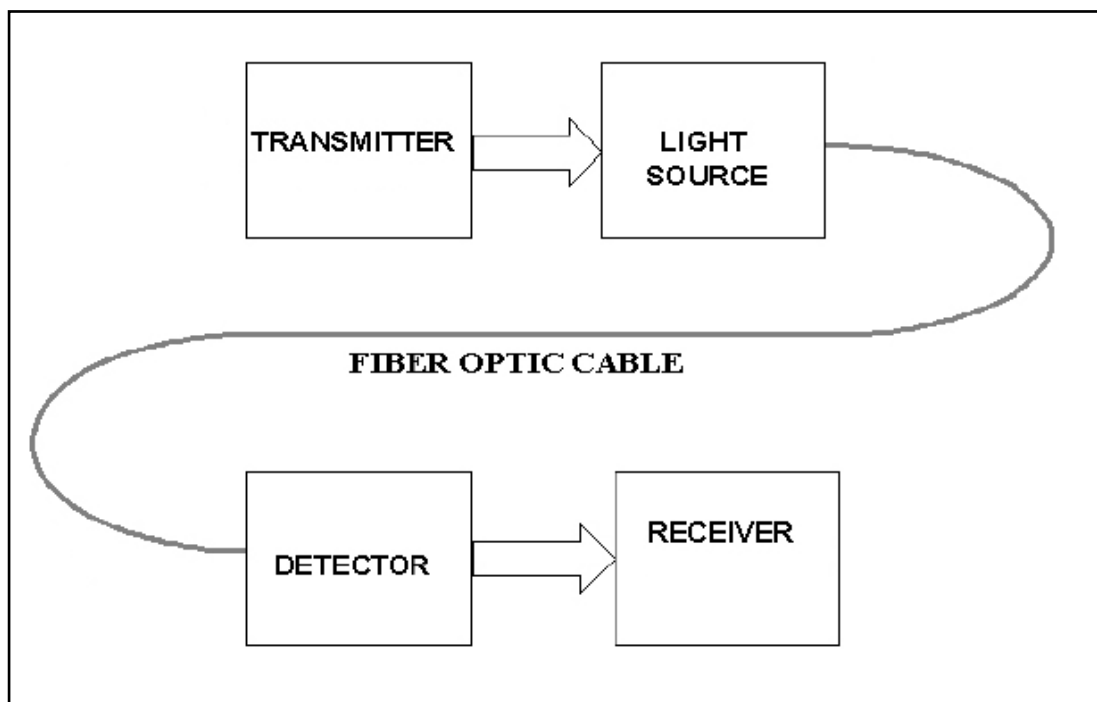 TRANSMITTER
LIGHT
SOURCE
FIBER OPTIC CABLE
DETECTOR
RECEIVER